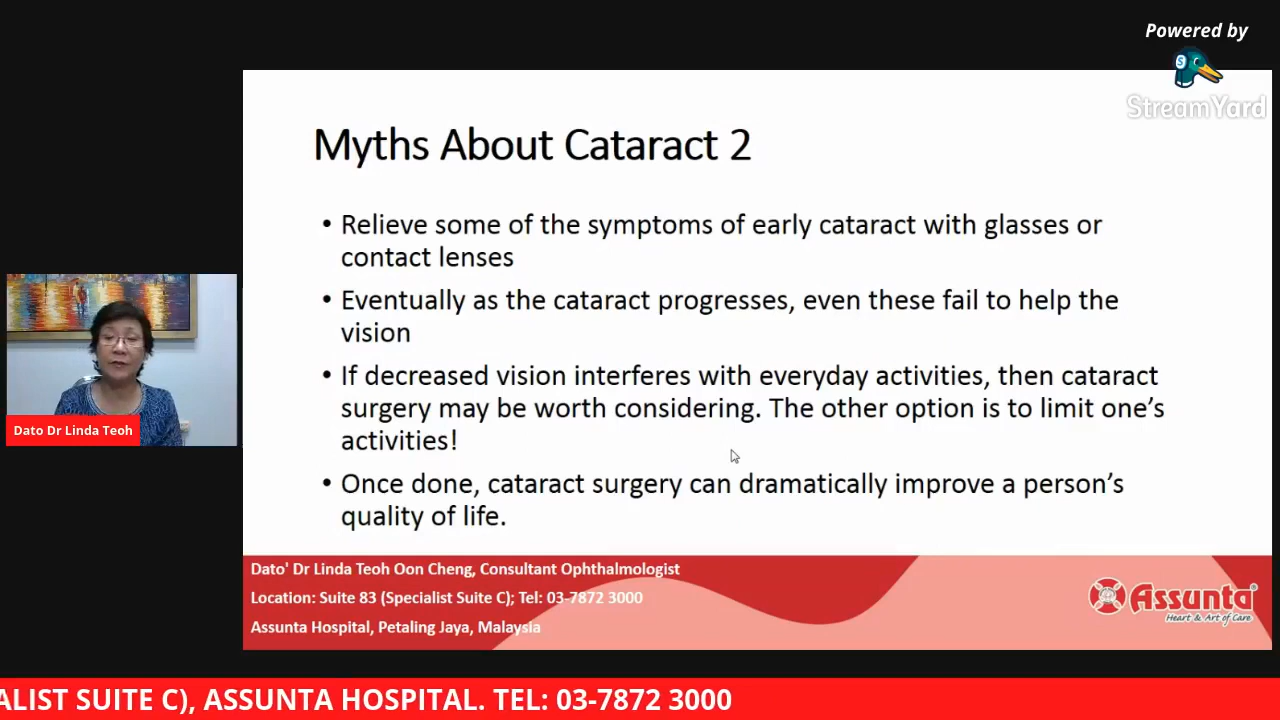 Powered by
StreamYard
Myths About Cataract 2
• Relieve some of the symptoms of early cataract with glasses or
contact lenses
• Eventually as the cataract progresses, even these fail to help the
vision
• If decreased vision interferes with everyday activities, then cataract
surgery may be worth considering. The other option is to limit one’s
activities!
• Once done, cataract surgery can dramatically improve a person’s
quality of life.
Dato Dr Linda Teoh
Dato' Dr Linda Teoh Oon Cheng, Consultant Ophthalmologist
Location: Suite 83 (Specialist Suite C); Tel: 03-7872 3000
Assunta Hospital, Petaling Jaya, Malaysia
Assunta
Heart & Art of Care
ALIST SUITE C), ASSUNTA HOSPITAL. TEL: 03-7872 3000